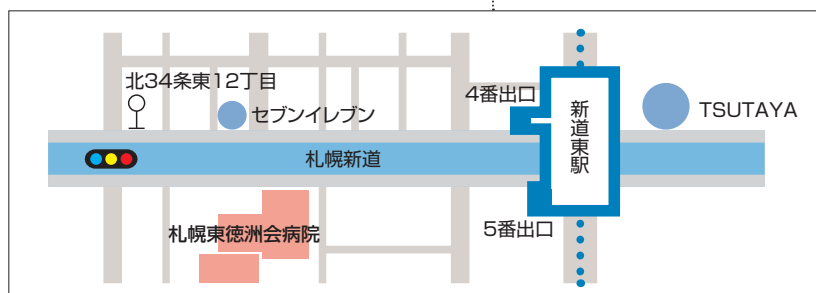 北34条東12丁目
セブンイレブン
4番出口
新道東駅
TSUTAYA
札幌新道
札幌東徳洲会病院
5番出口